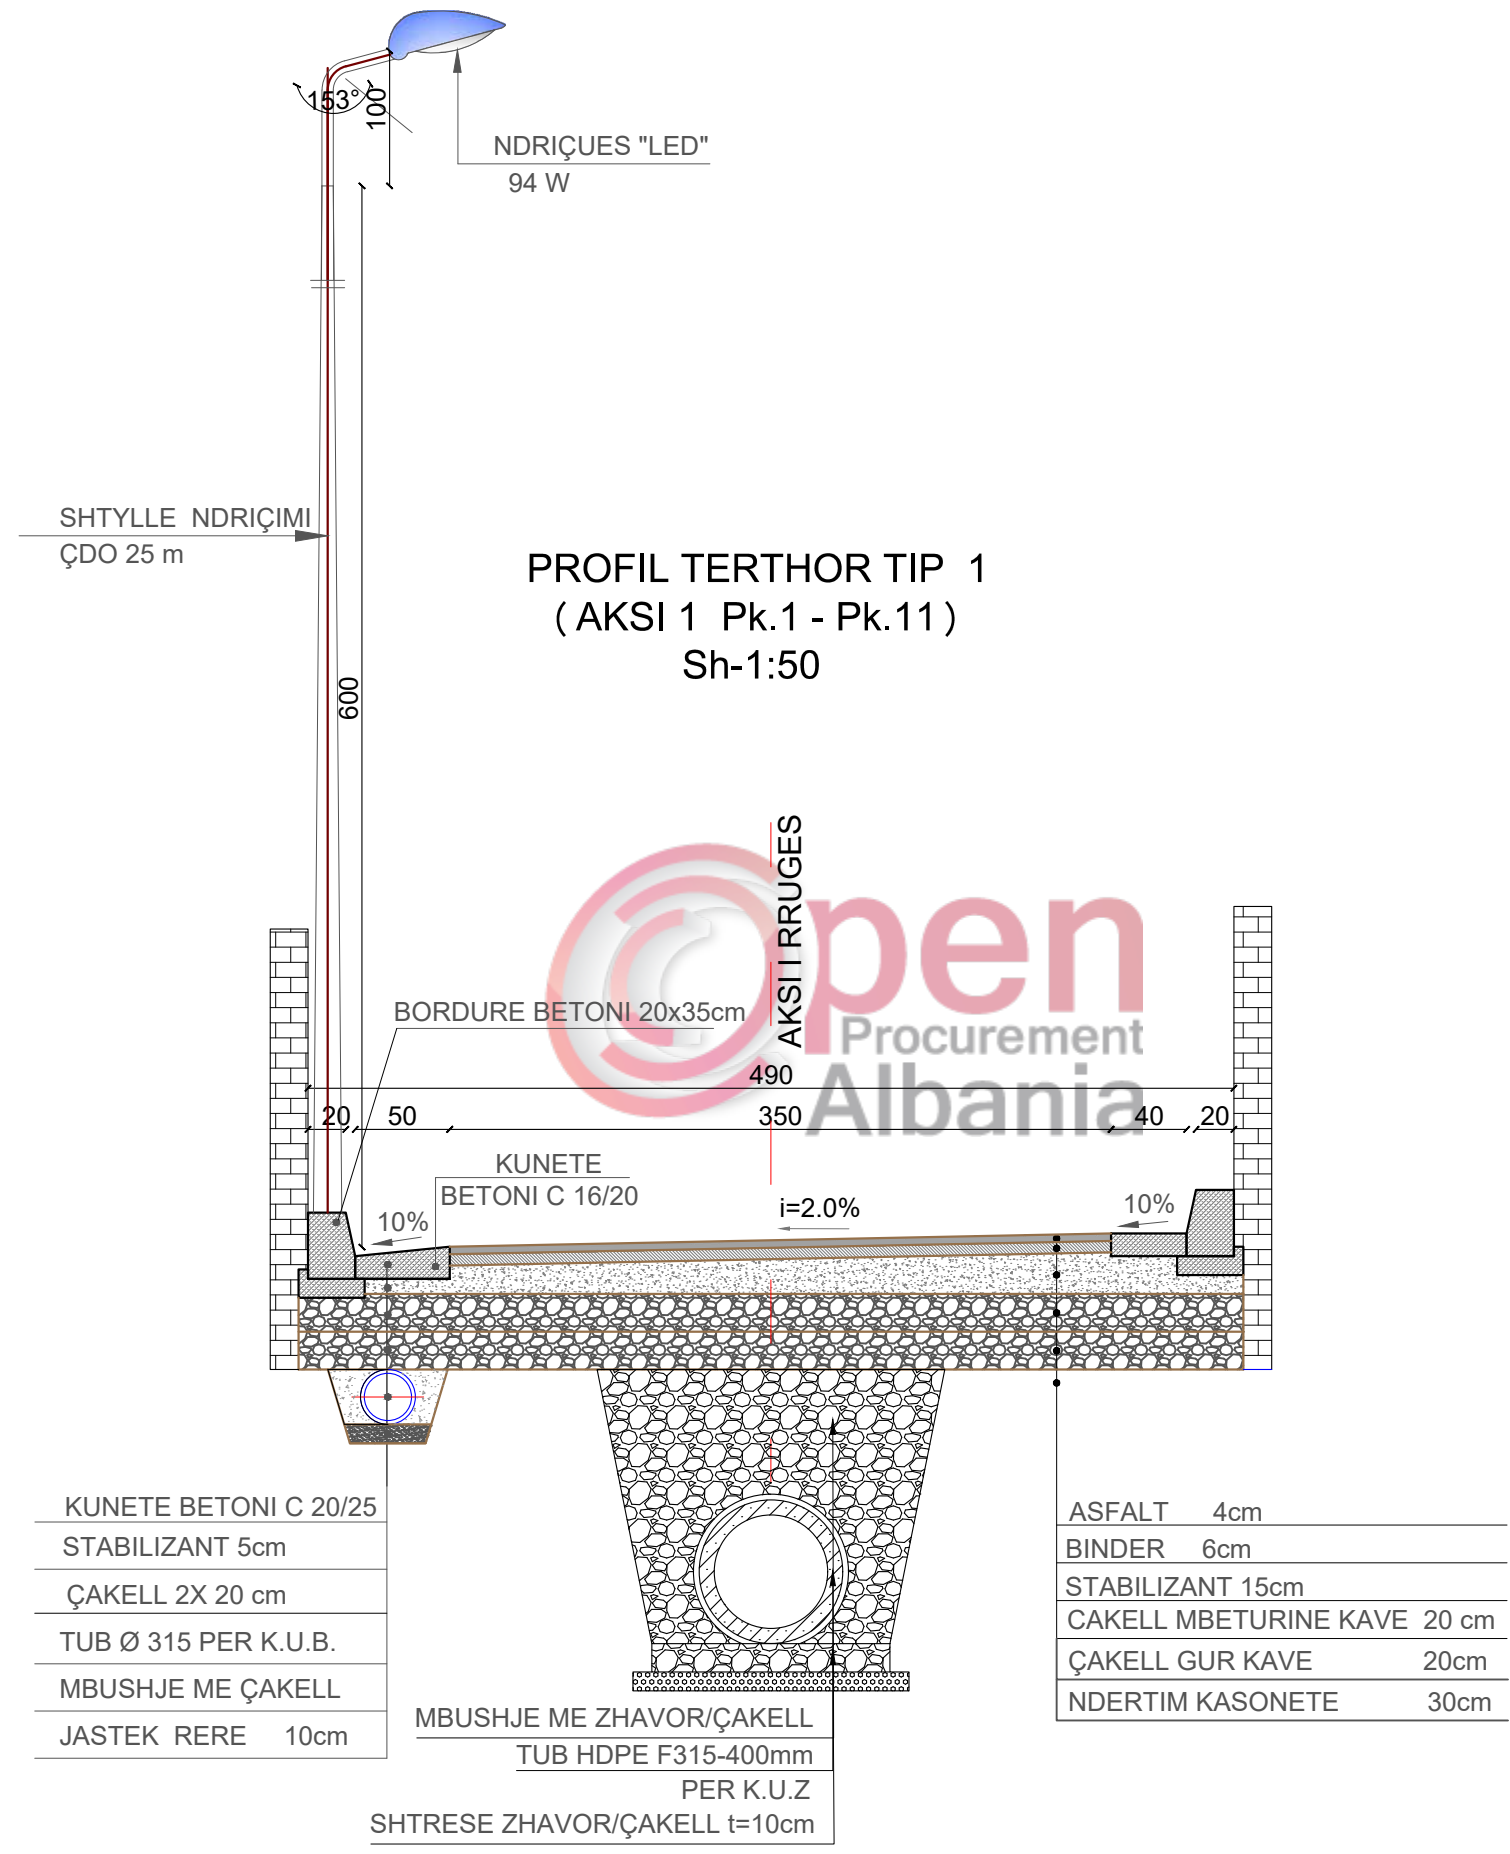 153°
100
NDRIÇUES "LED"
94 W
SHTYLLE NDRIÇIMI
ÇDO 25 m
600
PROFIL TERTHOR TIP 1
( AKSI 1 Pk.1 - Pk.11 )
Sh-1:50
AKSI I RRUGES
Open
Procurement
Albania
BORDURE BETONI 20x35cm
490
20 50 350 40 20
KUNETE
BETONI C 16/20
10%
i=2.0%
10%
KUNETE BETONI C 20/25
STABILIZANT 5cm
ÇAKELL 2X 20 cm
TUB Ø 315 PER K.U.B.
MBUSHJE ME ÇAKELL
JASTEK RERE 10cm
MBUSHJE ME ZHAVOR/ÇAKELL
TUB HDPE F315-400mm
PER K.U.Z
SHTRESE ZHAVOR/ÇAKELL t=10cm
ASFALT 4cm
BINDER 6cm
STABILIZANT 15cm
CAKELL MBETURINE KAVE 20 cm
ÇAKELL GUR KAVE 20cm
NDERTIM KASONETE 30cm